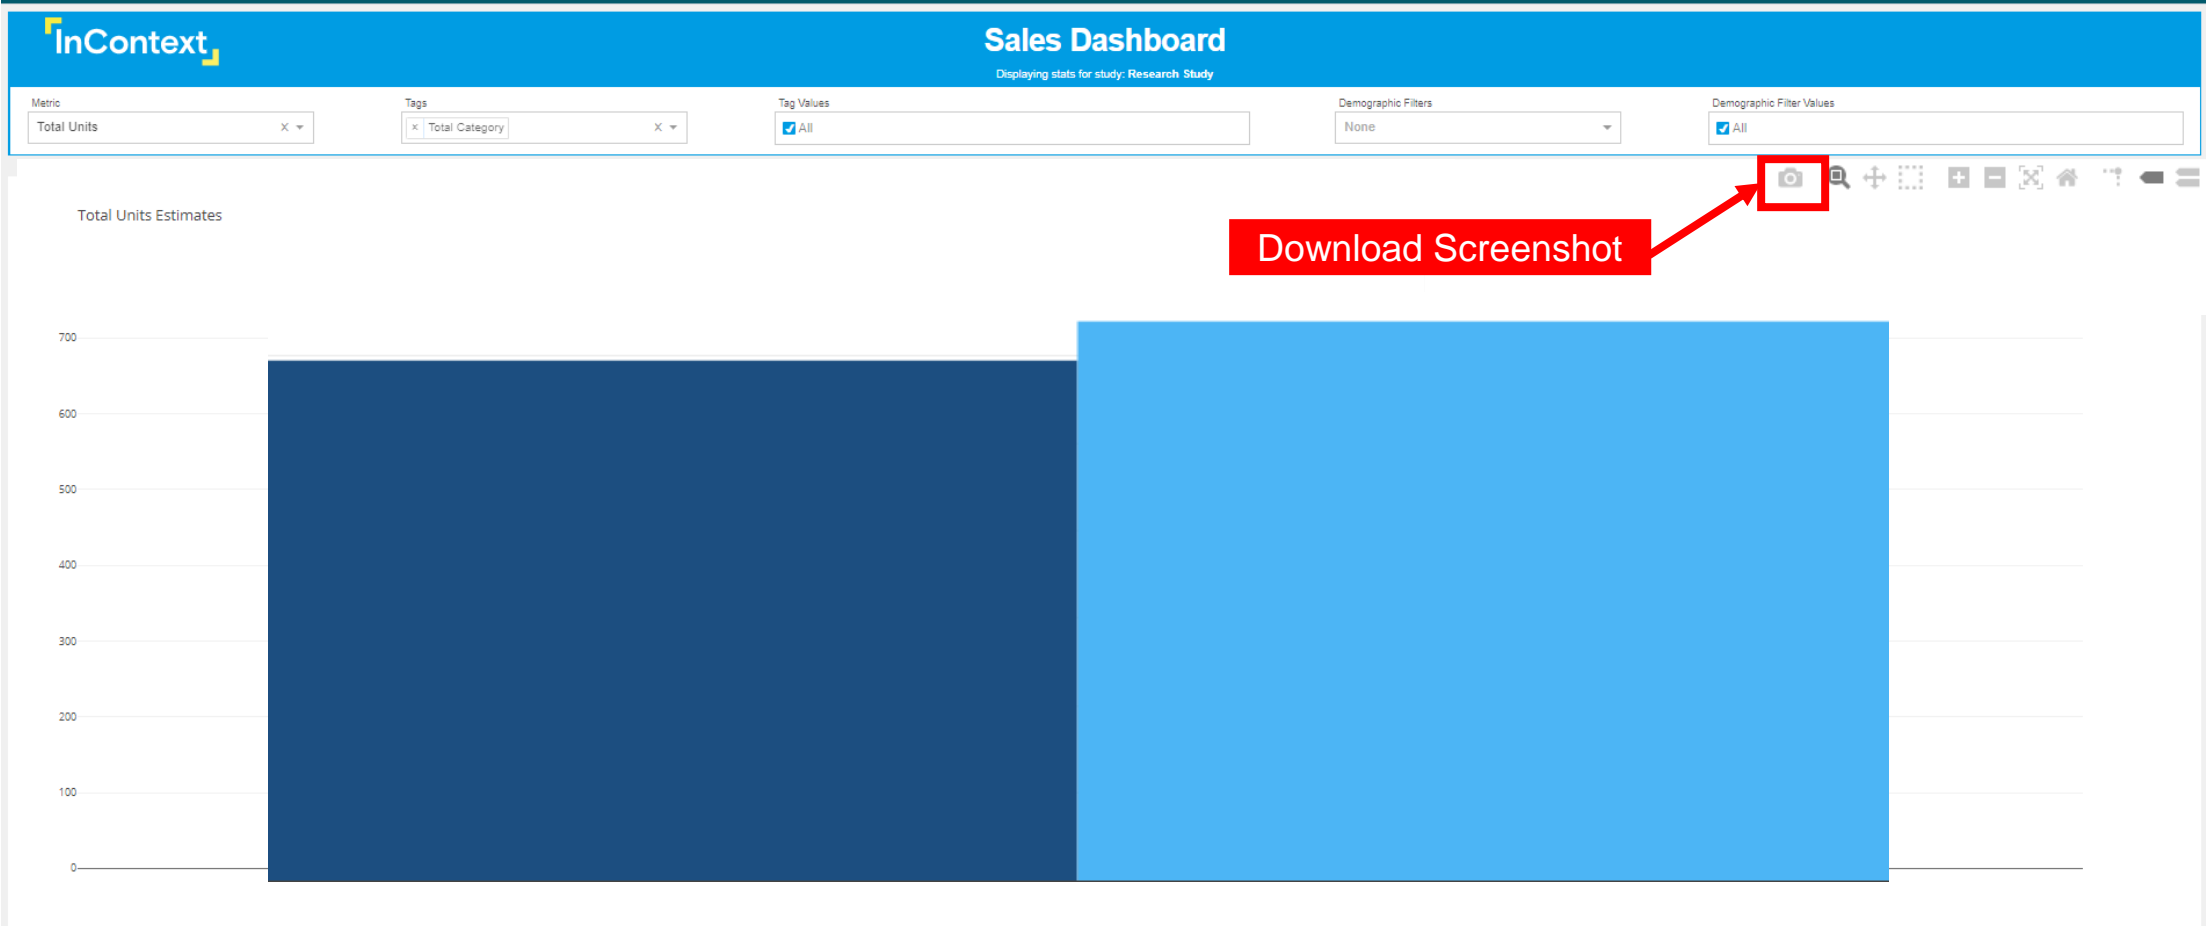 InContext
Sales Dashboard
Displaying stats for study: Research Study
Metric
Total Units
X
Tags
× Total Category
X
Tag Values
All
Demographic Filters
None
Demographic Filter Values
All
Total Units Estimates
Download Screenshot
700
600
500
400
300
200
100
0